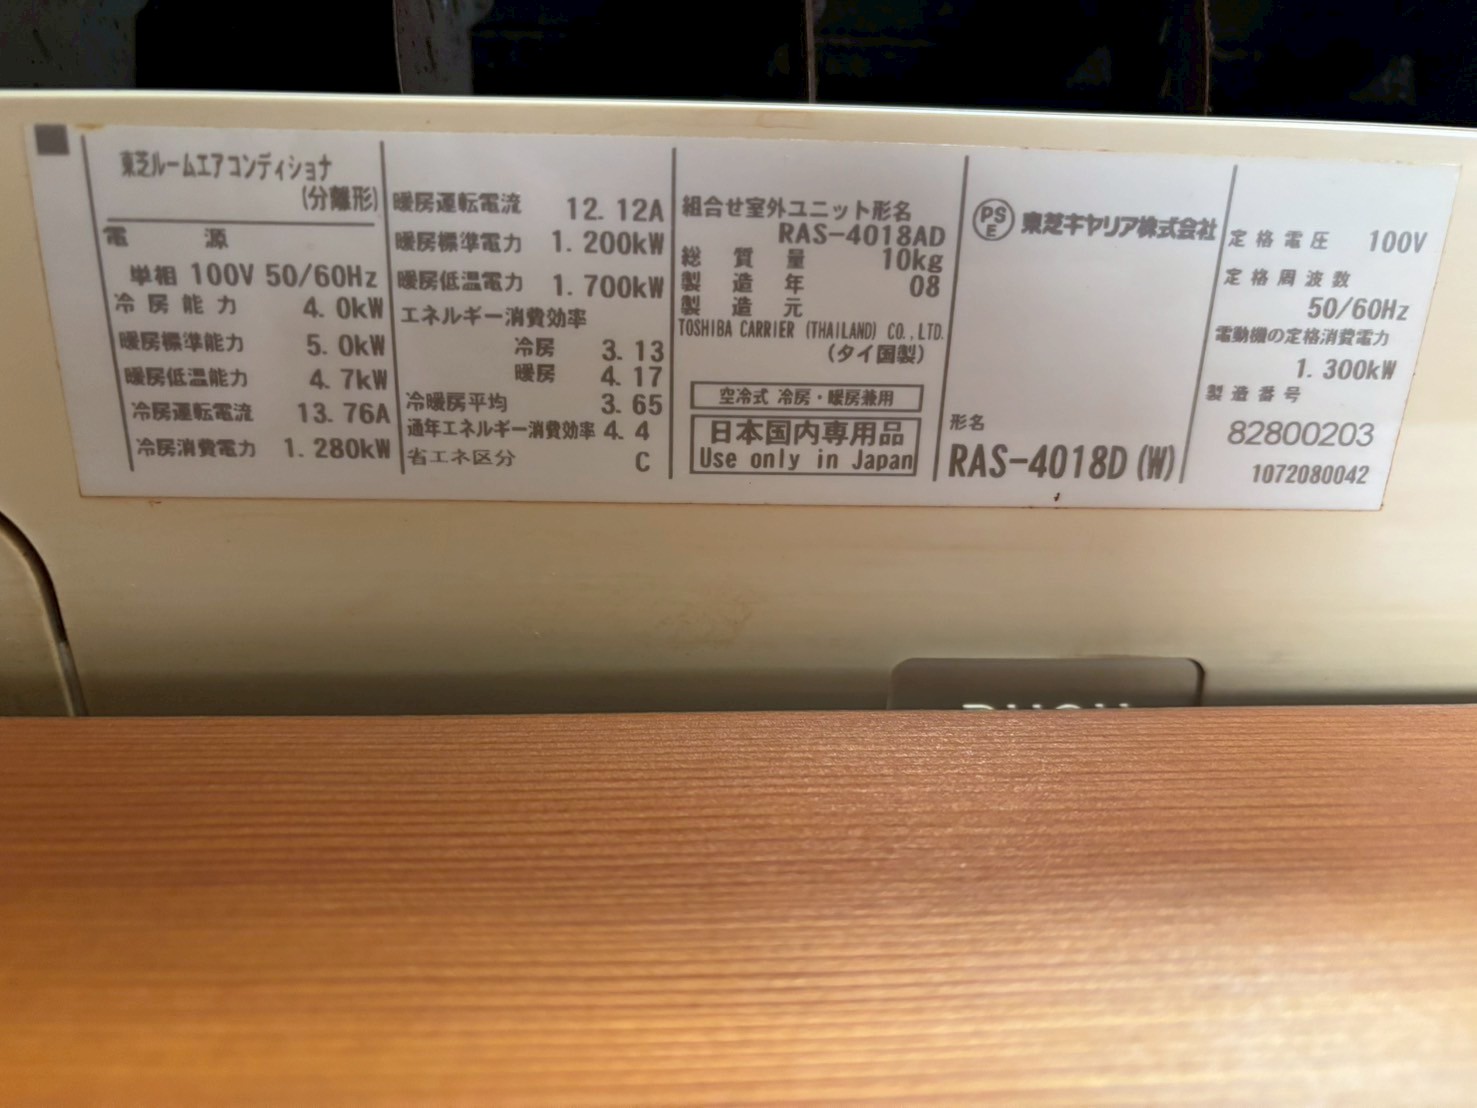 東芝ルームエアコンディショナ
(分離形)
電 源
単相 100V 50/60Hz
冷房能力 4.0kW
暖房標準能力 5.0kW
暖房低温能力 4.7kW
冷房運転電流 13.76A
冷房消費電力 1.280kW
暖房運転電流 12.12A
暖房標準電力 1.200kW
暖房低温電力 1.700kW
エネルギー消費効率
冷房 3.13
暖房 4.17
冷暖房平均 3.65
通年エネルギー消費効率 4.4
省エネ区分 C
組合せ室外ユニット形名
RAS-4018AD
総質量 10kg
製造年 08
製造元
TOSHIBA CARRIER (THAILAND) CO.,LTD.
(タイ国製)
空冷式 冷房・暖房兼用
日本国内専用品
Use only in Japan
PSE 東芝キヤリア株式会社
形名
RAS-4018D(W)
定格電圧 100V
定格周波数
50/60Hz
電動機の定格消費電力
1.300kW
製造番号
82800203
1072080042